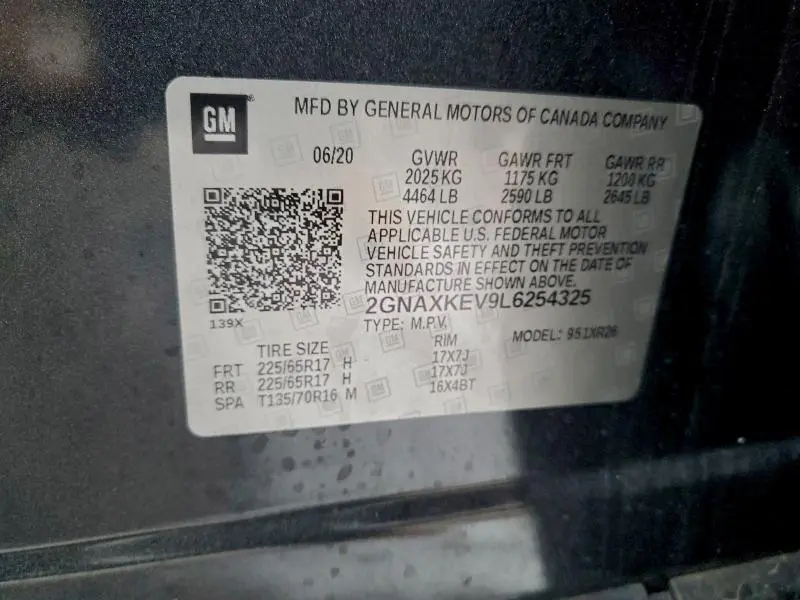 GM
MFD BY GENERAL MOTORS OF CANADA COMPANY
06/20 GVWR GAWR FRT GAWR RR
2025 KG 1175 KG 1200 KG
4464 LB 2590 LB 2645 LB
THIS VEHICLE CONFORMS TO ALL
APPLICABLE U.S. FEDERAL MOTOR
VEHICLE SAFETY AND THEFT PREVENTION
STANDARDS IN EFFECT ON THE DATE OF
MANUFACTURE SHOWN ABOVE.
2GNAXKEV9L6254325
139X
TYPE: M.P.V. MODEL: 951XR26
TIRE SIZE RIM
FRT 225/65R17 H 17X7J
RR 225/65R17 H 17X7J
SPA T135/70R16 M 16X4BT